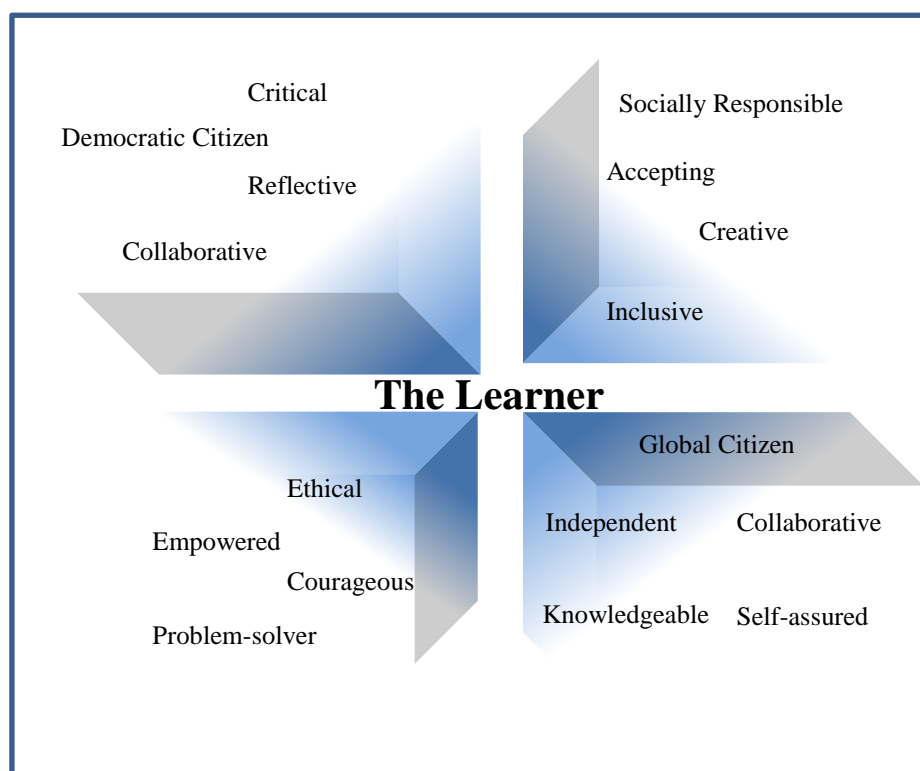 Critical
Democratic Citizen
Reflective
Collaborative
Socially Responsible
Accepting
Creative
Inclusive
The Learner
Ethical
Empowered
Courageous
Problem-solver
Global Citizen
Independent
Collaborative
Knowledgeable
Self-assured